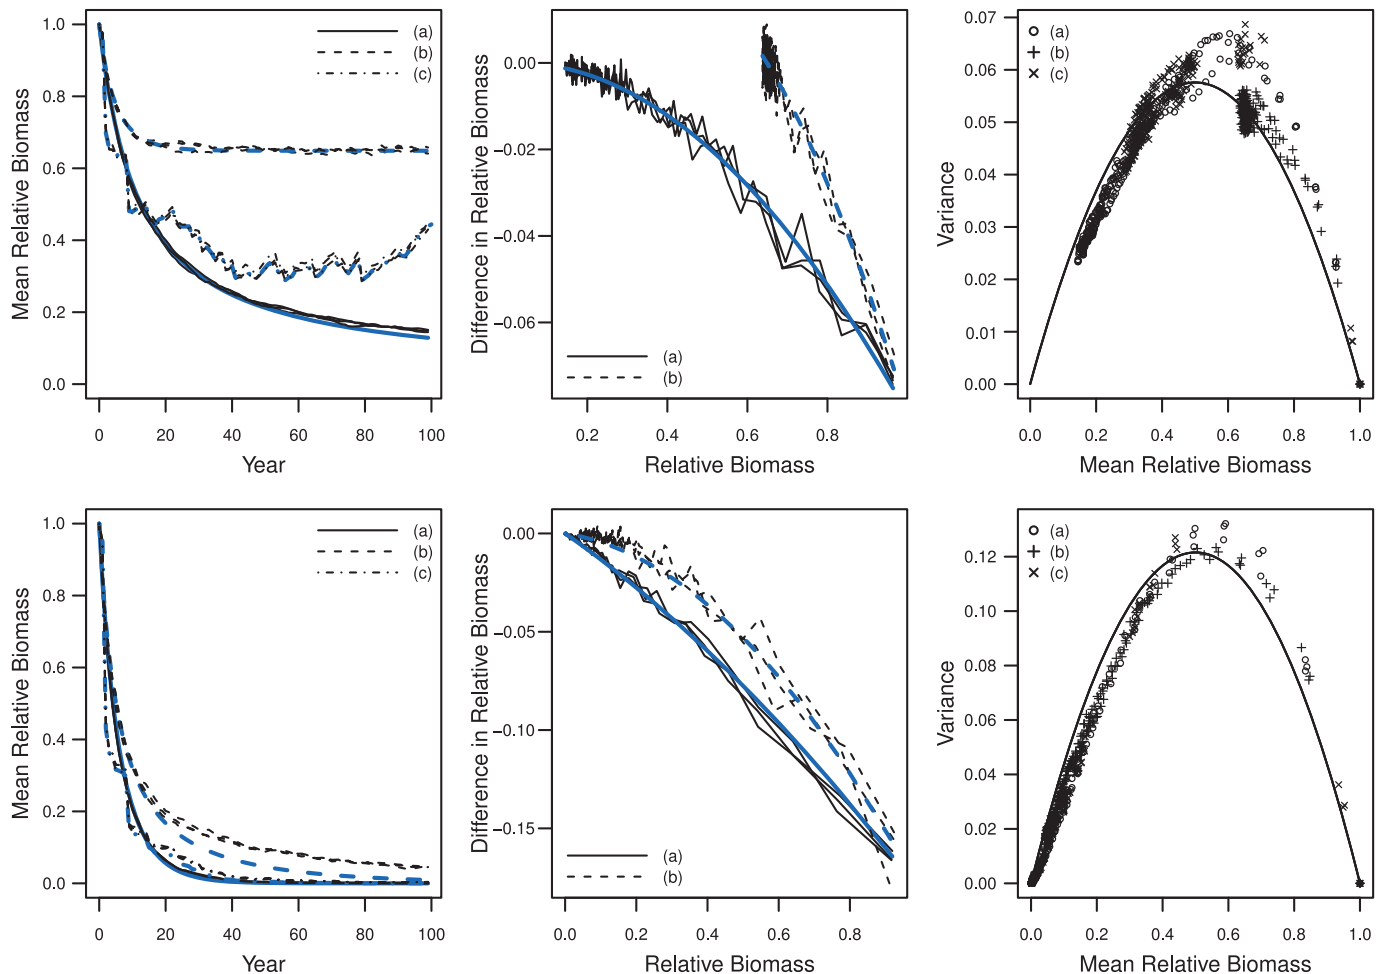 1.0
0.8
0.6
0.4
0.2
0.0
Mean Relative Biomass
(a)
(b)
(c)
0 20 40 60 80 100
Year
0.00
−0.02
−0.04
−0.06
Difference in Relative Biomass
(a)
(b)
0.2 0.4 0.6 0.8
Relative Biomass
0.07
0.06
0.05
0.04
0.03
0.02
0.01
0.00
Variance
(a)
(b)
(c)
0.0 0.2 0.4 0.6 0.8 1.0
Mean Relative Biomass
1.0
0.8
0.6
0.4
0.2
0.0
Mean Relative Biomass
(a)
(b)
(c)
0 20 40 60 80 100
Year
0.00
−0.05
−0.10
−0.15
Difference in Relative Biomass
(a)
(b)
0.0 0.2 0.4 0.6 0.8
Relative Biomass
0.12
0.10
0.08
0.06
0.04
0.02
0.00
Variance
(a)
(b)
(c)
0.0 0.2 0.4 0.6 0.8 1.0
Mean Relative Biomass